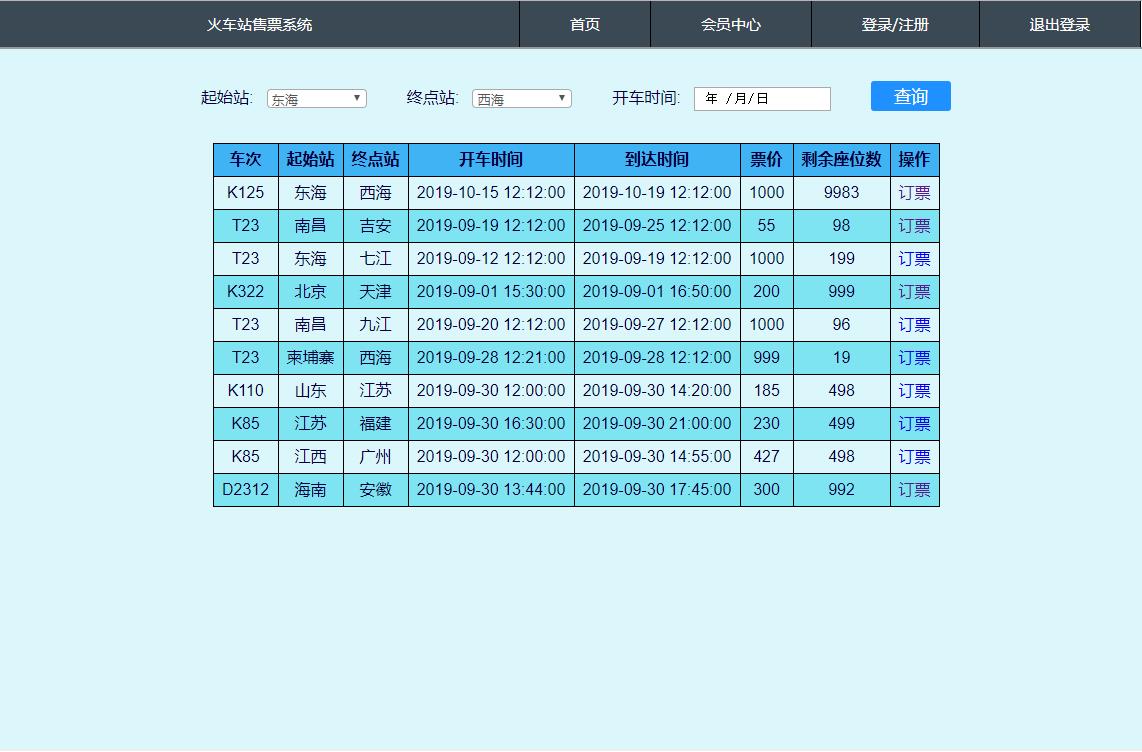 火车站售票系统 首页 会员中心 登录/注册 退出登录
起始站: 东海 终点站: 西海 开车时间: 年 /月/日 查询
车次 起始站 终点站 开车时间 到达时间 票价 剩余座位数 操作
K125 东海 西海 2019-10-15 12:12:00 2019-10-19 12:12:00 1000 9983 订票
T23 南昌 吉安 2019-09-19 12:12:00 2019-09-25 12:12:00 55 98 订票
T23 东海 七江 2019-09-12 12:12:00 2019-09-19 12:12:00 1000 199 订票
K322 北京 天津 2019-09-01 15:30:00 2019-09-01 16:50:00 200 999 订票
T23 南昌 九江 2019-09-20 12:12:00 2019-09-27 12:12:00 1000 96 订票
T23 柬埔寨 西海 2019-09-28 12:21:00 2019-09-28 12:12:00 999 19 订票
K110 山东 江苏 2019-09-30 12:00:00 2019-09-30 14:20:00 185 498 订票
K85 江苏 福建 2019-09-30 16:30:00 2019-09-30 21:00:00 230 499 订票
K85 江西 广州 2019-09-30 12:00:00 2019-09-30 14:55:00 427 498 订票
D2312 海南 安徽 2019-09-30 13:44:00 2019-09-30 17:45:00 300 992 订票